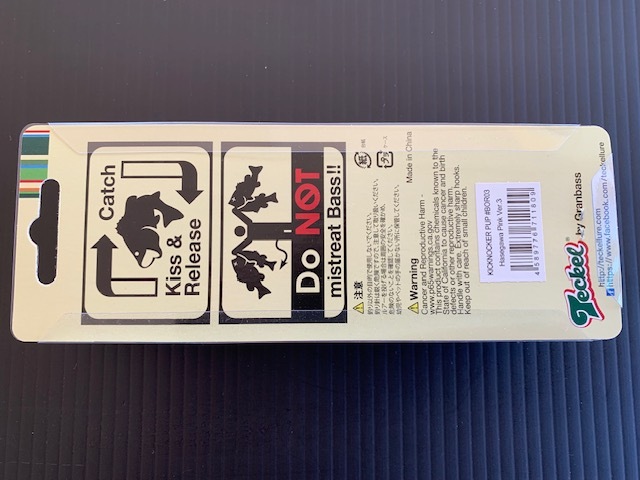 Catch
Kiss &
Release
Do NOT
mistreat Bass!!
⚠ 注意
⚠ Warning
Made in China
Cancer and Reproductive Harm -
www.p65warnings.ca.gov
This product contains chemicals known to the
State of California to cause cancer and birth
defects or other reproductive harm.
Handle with care. Extremely sharp hooks.
Keep out of reach of small children.
KICKNOCKER PUP #BOR03
Hasegawa Pink Ver.3
Teckel® by Granbass
http://teckellure.com
https://www.facebook.com/teckellure